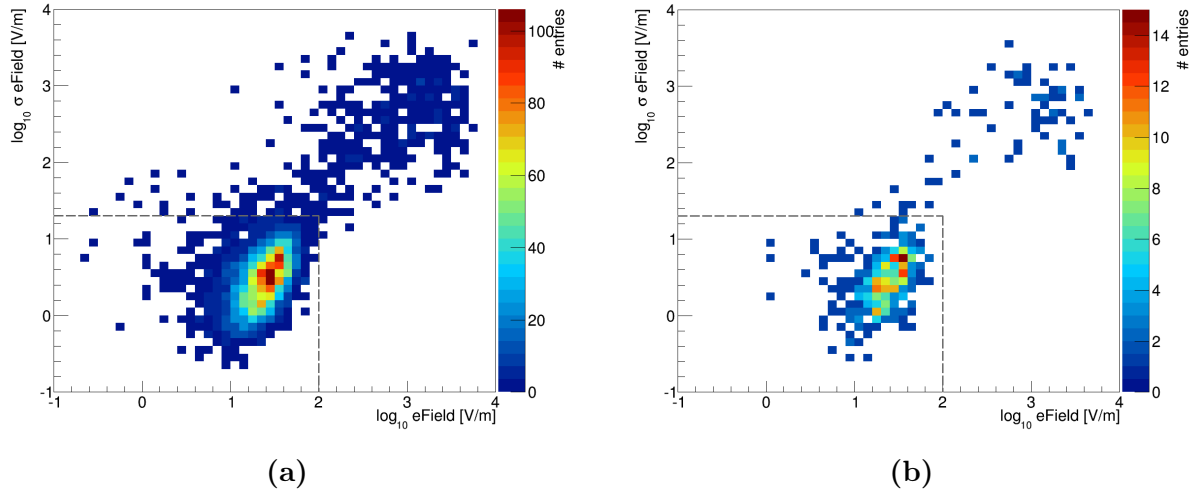 4
3
2
1
0
-1
log₁₀ σ eField [V/m]
-1 0 1 2 3 4
log₁₀ eField [V/m]
100
80
60
40
20
0
# entries
(a)
4
3
2
1
0
-1
log₁₀ σ eField [V/m]
-1 0 1 2 3 4
log₁₀ eField [V/m]
14
12
10
8
6
4
2
0
# entries
(b)